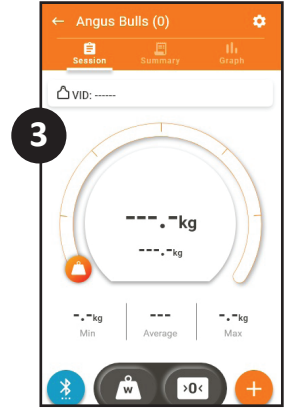 ← Angus Bulls (0)
Session Summary Graph
VID: ------
3
---.-kg
---.-kg
-.-kg --- -.-kg
Min Average Max
W >0< +